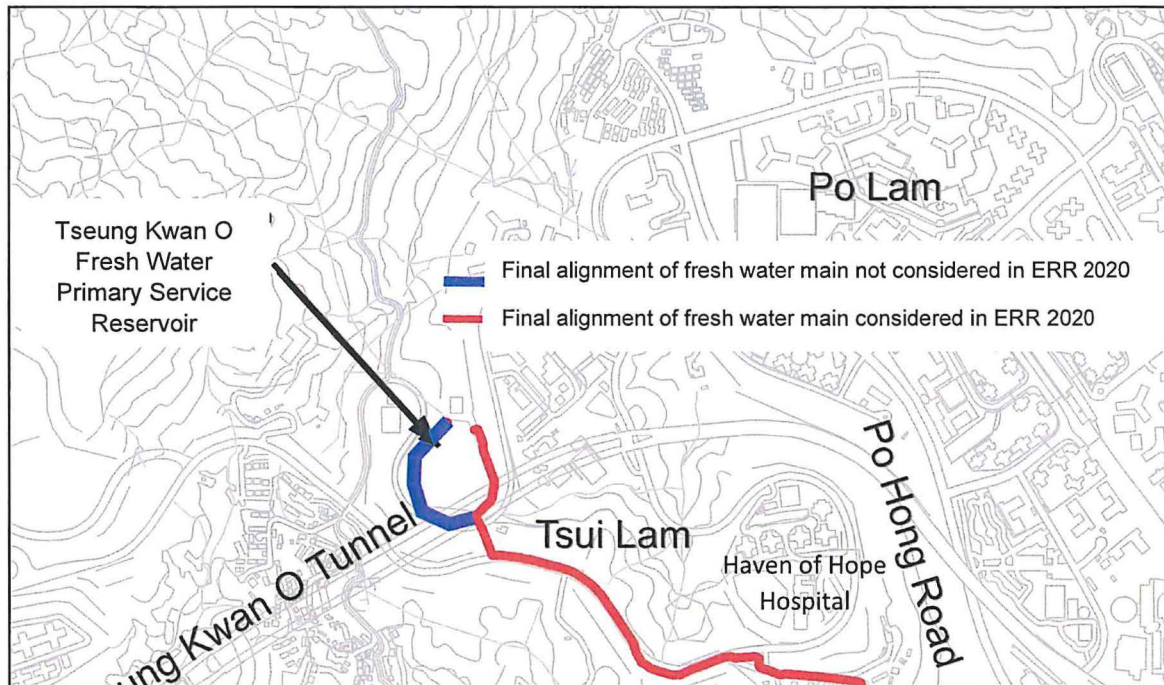 Po Lam
Tseung Kwan O
Fresh Water
Primary Service
Reservoir
Final alignment of fresh water main not considered in ERR 2020
Final alignment of fresh water main considered in ERR 2020
Po Hong Road
ung Kwan O Tunnel
Tsui Lam
Haven of Hope
Hospital